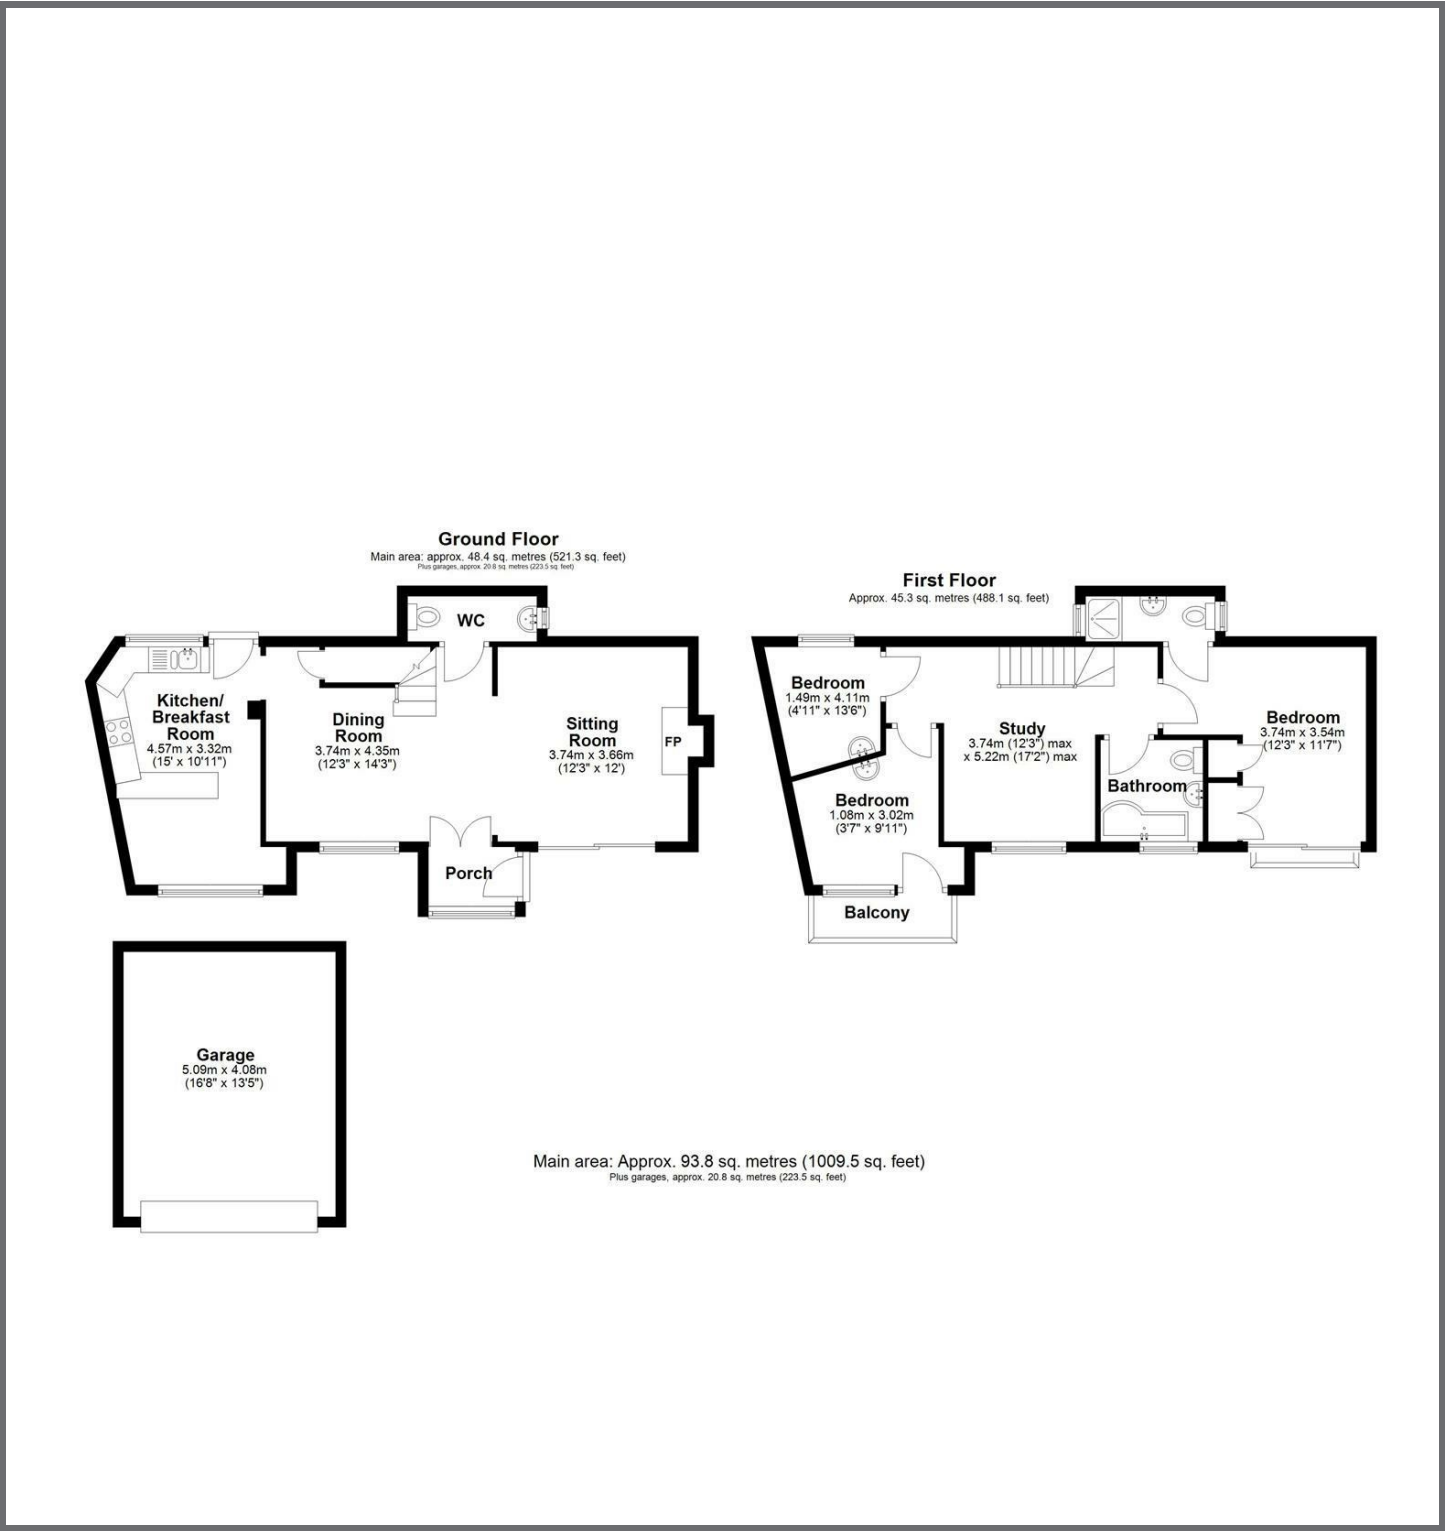 Ground Floor
Main area: approx. 48.4 sq. metres (521.3 sq. feet)
Plus garages, approx. 20.8 sq. metres (223.5 sq. feet)
WC
Kitchen/
Breakfast
Room
4.57m x 3.32m
(15' x 10'11")
Dining
Room
3.74m x 4.35m
(12'3" x 14'3")
N
Sitting
Room
3.74m x 3.66m
(12'3" x 12')
FP
Porch
Garage
5.09m x 4.08m
(16'8" x 13'5")
First Floor
Approx. 45.3 sq. metres (488.1 sq. feet)
Bedroom
1.49m x 4.11m
(4'11" x 13'6")
Study
3.74m (12'3") max
x 5.22m (17'2") max
Bedroom
3.74m x 3.54m
(12'3" x 11'7")
Bathroom
Bedroom
1.08m x 3.02m
(3'7" x 9'11")
Balcony
Main area: Approx. 93.8 sq. metres (1009.5 sq. feet)
Plus garages, approx. 20.8 sq. metres (223.5 sq. feet)